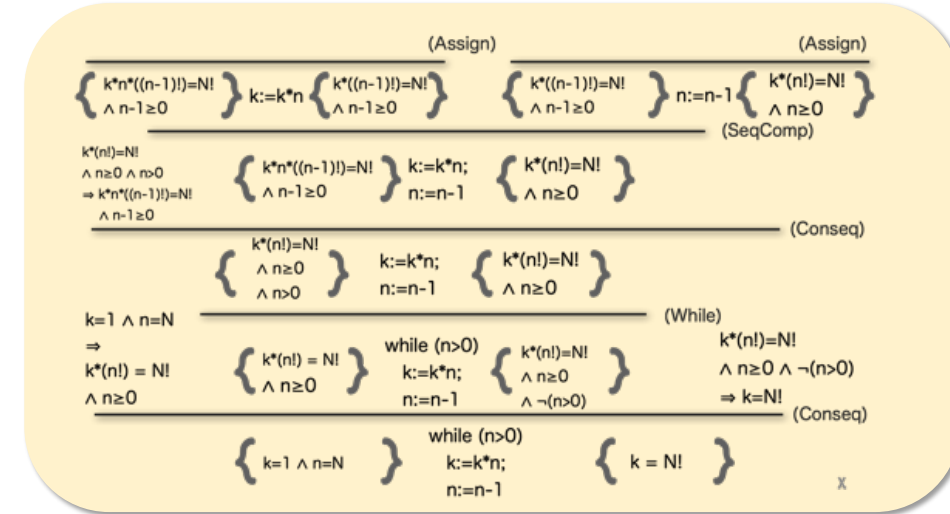 (Assign) (Assign)
{ k*n*((n-1)!)=N! ∧ n-1≥0 } k:=k*n { k*((n-1)!)=N! ∧ n-1≥0 } { k*((n-1)!)=N! ∧ n-1≥0 } n:=n-1 { k*(n!)=N! ∧ n≥0 }
(SeqComp)
k*(n!)=N!
∧ n≥0 ∧ n>0
⇒ k*n*((n-1)!)=N!
∧ n-1≥0
{ k*n*((n-1)!)=N! ∧ n-1≥0 } k:=k*n; n:=n-1 { k*(n!)=N! ∧ n≥0 }
(Conseq)
{ k*(n!)=N! ∧ n≥0 ∧ n>0 } k:=k*n; n:=n-1 { k*(n!)=N! ∧ n≥0 }
(While)
k=1 ∧ n=N
⇒
k*(n!) = N!
∧ n≥0
{ k*(n!) = N! ∧ n≥0 } while (n>0) k:=k*n; n:=n-1 { k*(n!)=N! ∧ n≥0 ∧ ¬(n>0) }
k*(n!)=N!
∧ n≥0 ∧ ¬(n>0)
⇒ k=N!
(Conseq)
{ k=1 ∧ n=N } while (n>0) k:=k*n; n:=n-1 { k = N! }
x